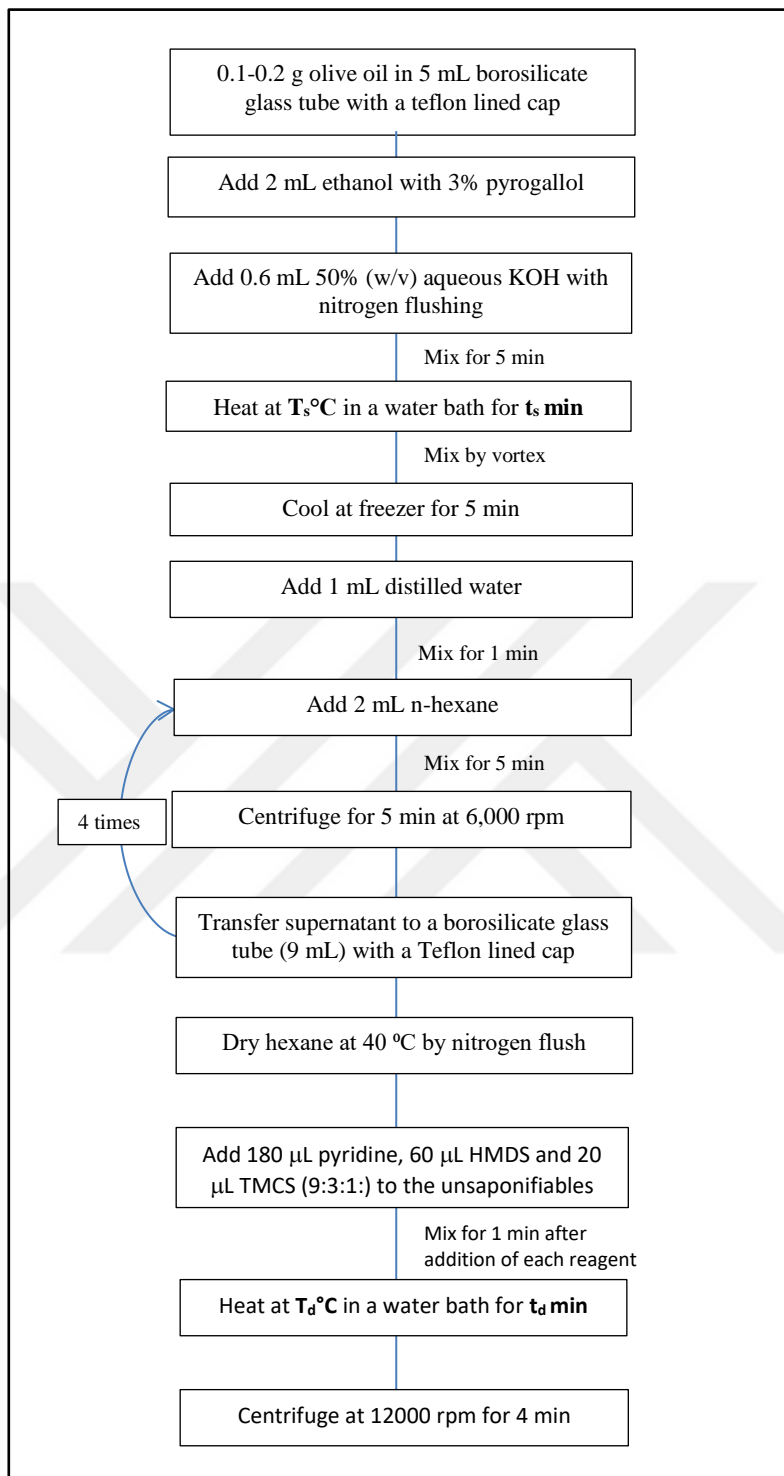 0.1-0.2 g olive oil in 5 mL borosilicate
glass tube with a teflon lined cap
Add 2 mL ethanol with 3% pyrogallol
Add 0.6 mL 50% (w/v) aqueous KOH with
nitrogen flushing
Mix for 5 min
Heat at Tₛ°C in a water bath for tₛ min
Mix by vortex
Cool at freezer for 5 min
Add 1 mL distilled water
Mix for 1 min
Add 2 mL n-hexane
Mix for 5 min
4 times
Centrifuge for 5 min at 6,000 rpm
Transfer supernatant to a borosilicate glass
tube (9 mL) with a Teflon lined cap
Dry hexane at 40 ⁰C by nitrogen flush
Add 180 μL pyridine, 60 μL HMDS and 20
μL TMCS (9:3:1:) to the unsaponifiables
Mix for 1 min after
addition of each reagent
Heat at T_d°C in a water bath for t_d min
Centrifuge at 12000 rpm for 4 min